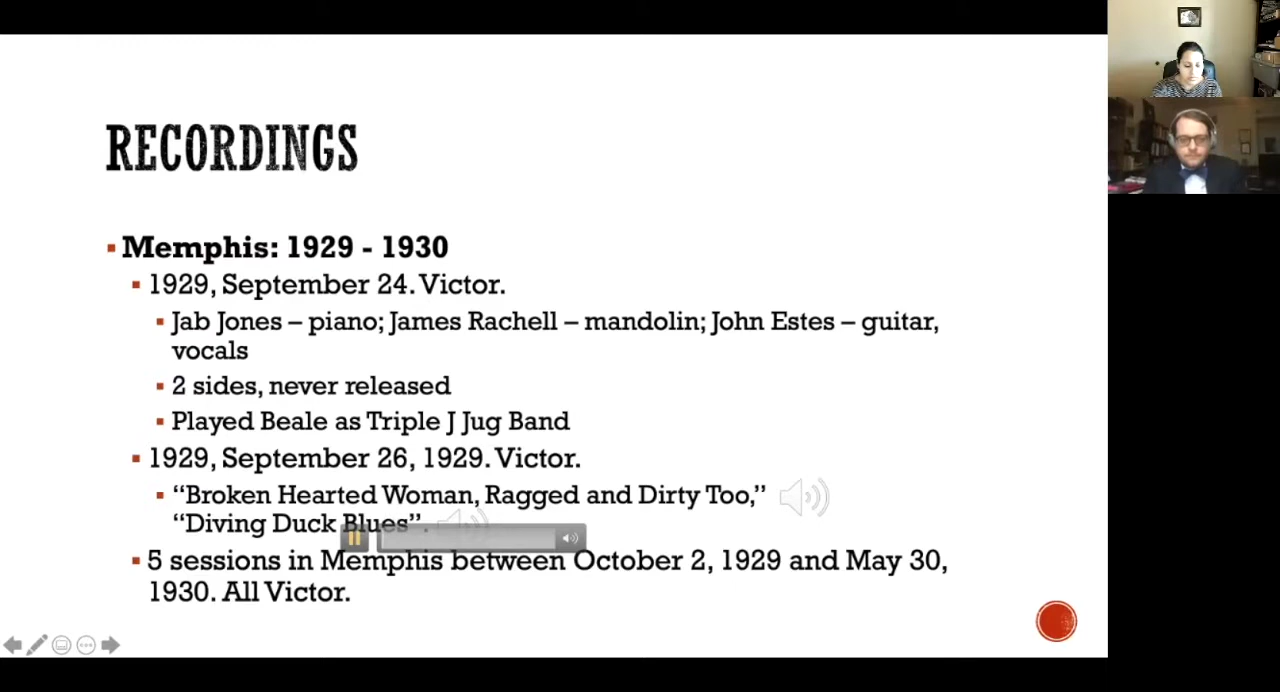 RECORDINGS
Memphis: 1929 - 1930
1929, September 24. Victor.
Jab Jones – piano; James Rachell – mandolin; John Estes – guitar,
vocals
2 sides, never released
Played Beale as Triple J Jug Band
1929, September 26, 1929. Victor.
“Broken Hearted Woman, Ragged and Dirty Too,”
“Diving Duck Blues”.
5 sessions in Memphis between October 2, 1929 and May 30,
1930. All Victor.